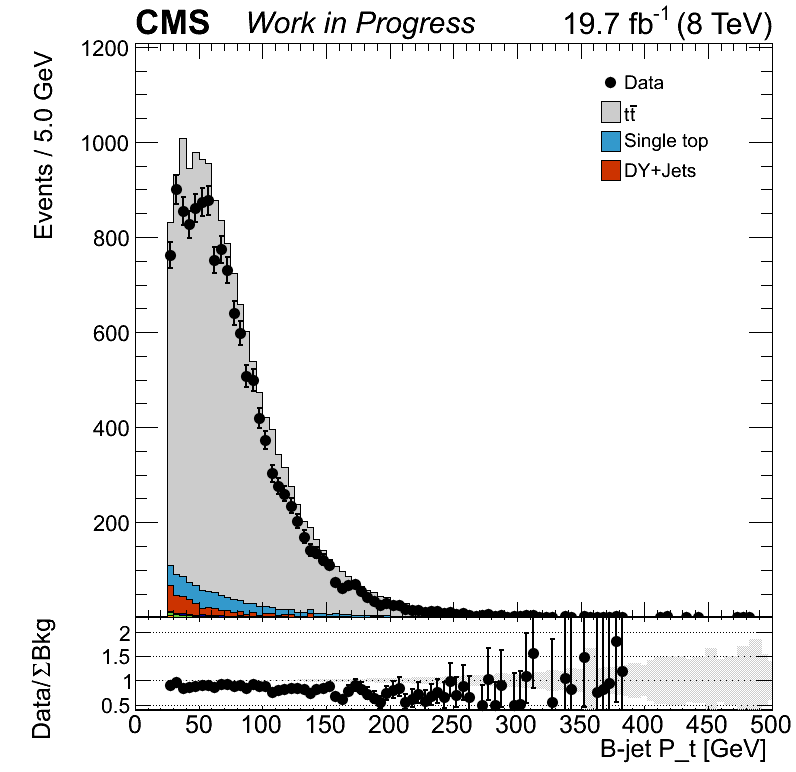 CMS Work in Progress 19.7 fb⁻¹ (8 TeV)
Events / 5.0 GeV
1200
1000
800
600
400
200
Data
tt̄
Single top
DY+Jets
Data/ ΣBkg
2
1.5
1
0.5
0 50 100 150 200 250 300 350 400 450 500
B-jet P_t [GeV]